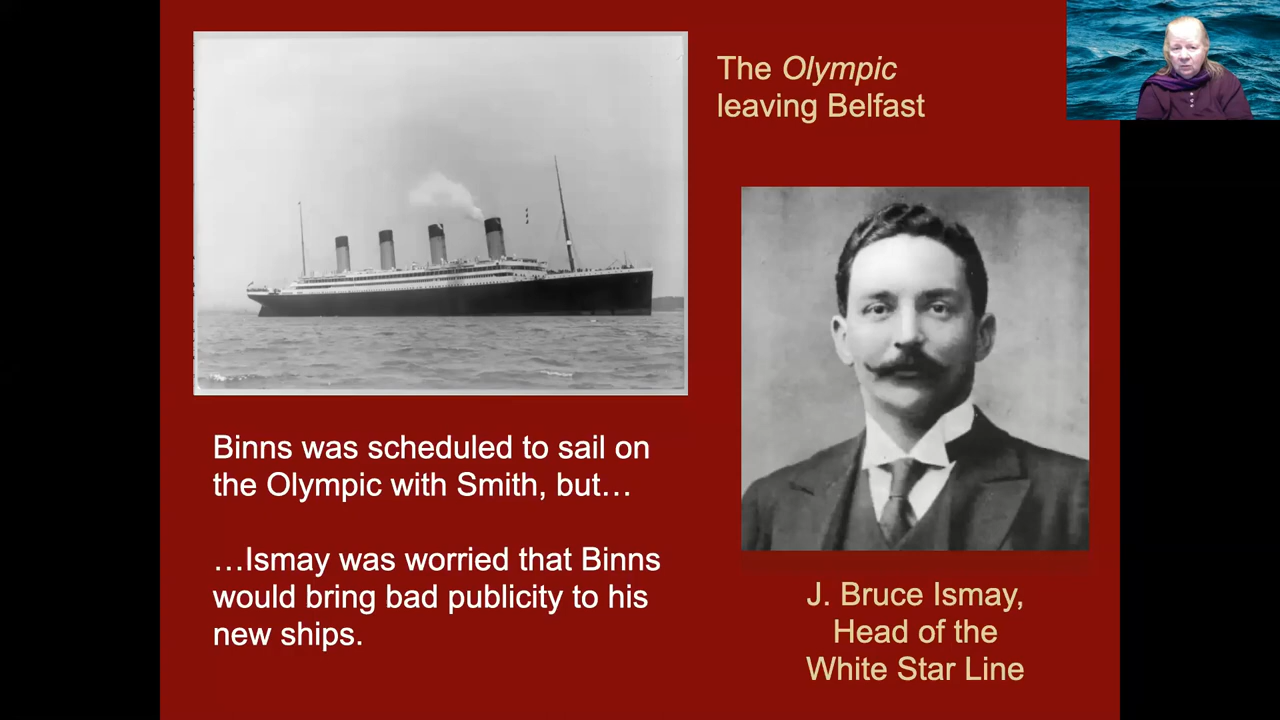 The Olympic
leaving Belfast
Binns was scheduled to sail on
the Olympic with Smith, but…
…Ismay was worried that Binns
would bring bad publicity to his
new ships.
J. Bruce Ismay,
Head of the
White Star Line